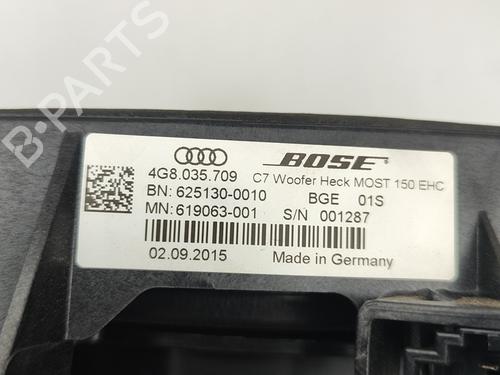 BOSE
4G8.035.709 C7 Woofer Heck MOST 150 EHC
BN: 625130-0010 BGE 01S
MN: 619063-001 S/N 001287
02.09.2015 Made in Germany
B-PARTS